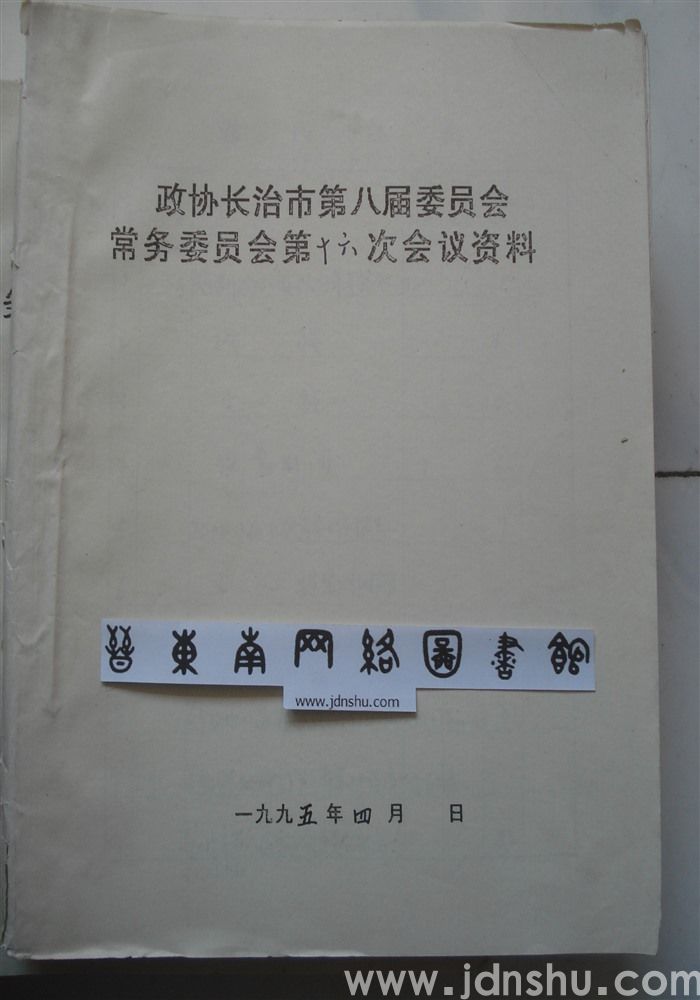 政协长治市第八届委员会
常务委员会第十六次会议资料
晋東南网络圖書館
www.jdnshu.com
一九九五年四月 日
www.jdnshu.com